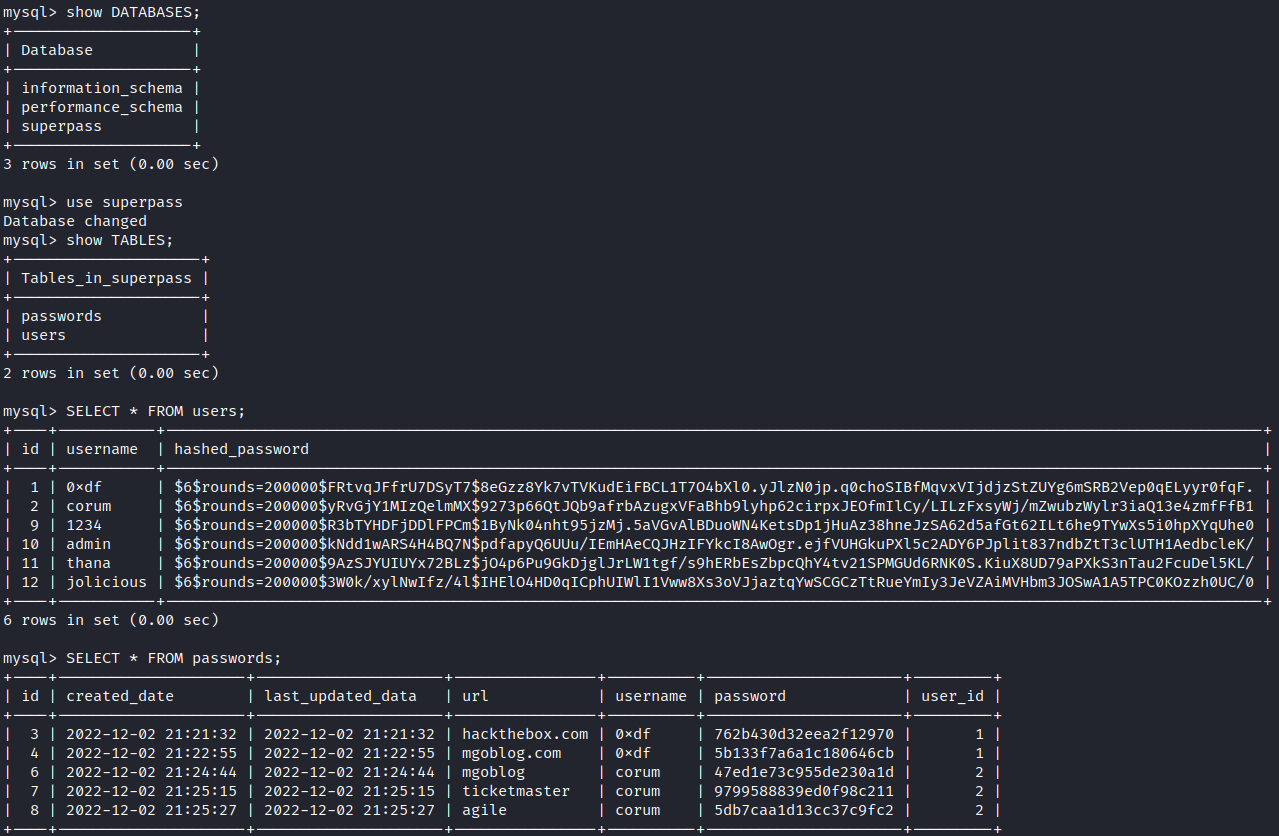 mysql> show DATABASES;
+--------------------+
| Database           |
+--------------------+
| information_schema |
| performance_schema |
| superpass          |
+--------------------+
3 rows in set (0.00 sec)

mysql> use superpass
Database changed
mysql> show TABLES;
+---------------------+
| Tables_in_superpass |
+---------------------+
| passwords           |
| users               |
+---------------------+
2 rows in set (0.00 sec)

mysql> SELECT * FROM users;
+----+-----------+--------------------------------------------------------------------------------------------------------------------------+
| id | username  | hashed_password                                                                                                          |
+----+-----------+--------------------------------------------------------------------------------------------------------------------------+
|  1 | 0×df      | $6$rounds=200000$FRtvqJFfrU7DSyT7$8eGzz8Yk7vTVKudEiFBCL1T7O4bXl0.yJlzN0jp.q0choSIBfMqvxVIjdjzStZUYg6mSRB2Vep0qELyyr0fqF. |
|  2 | corum     | $6$rounds=200000$yRvGjY1MIzQelmMX$9273p66QtJQb9afrbAzugxVFaBhb9lyhp62cirpxJEOfmIlCy/LILzFxsyWj/mZwubzWylr3iaQ13e4zmfFfB1 |
|  9 | 1234      | $6$rounds=200000$R3bTYHDFjDDlFPCm$1ByNk04nht95jzMj.5aVGvAlBDuoWN4KetsDp1jHuAz38hneJzSA62d5afGt62ILt6he9TYwXs5i0hpXYqUhe0 |
| 10 | admin     | $6$rounds=200000$kNdd1wARS4H4BQ7N$pdfapyQ6UUu/IEmHAeCQJHzIFYkcI8AwOgr.ejfVUHGkuPXl5c2ADY6PJplit837ndbZtT3clUTH1AedbcleK/ |
| 11 | thana     | $6$rounds=200000$9AzSJYUIUYx72BLz$jO4p6Pu9GkDjglJrLW1tgf/s9hERbEsZbpcQhY4tv21SPMGUd6RNK0S.KiuX8UD79aPXkS3nTau2FcuDel5KL/ |
| 12 | jolicious | $6$rounds=200000$3W0k/xylNwIfz/4l$IHElO4HD0qICphUIWlI1Vww8Xs3oVJjaztqYwSCGCzTtRueYmIy3JeVZAiMVHbm3JOSwA1A5TPC0KOzzh0UC/0 |
+----+-----------+--------------------------------------------------------------------------------------------------------------------------+
6 rows in set (0.00 sec)

mysql> SELECT * FROM passwords;
+----+---------------------+---------------------+----------------+----------+----------------------+---------+
| id | created_date        | last_updated_data   | url            | username | password             | user_id |
+----+---------------------+---------------------+----------------+----------+----------------------+---------+
|  3 | 2022-12-02 21:21:32 | 2022-12-02 21:21:32 | hackthebox.com | 0×df     | 762b430d32eea2f12970 |       1 |
|  4 | 2022-12-02 21:22:55 | 2022-12-02 21:22:55 | mgoblog.com    | 0×df     | 5b133f7a6a1c180646cb |       1 |
|  6 | 2022-12-02 21:24:44 | 2022-12-02 21:24:44 | mgoblog        | corum    | 47ed1e73c955de230a1d |       2 |
|  7 | 2022-12-02 21:25:15 | 2022-12-02 21:25:15 | ticketmaster   | corum    | 9799588839ed0f98c211 |       2 |
|  8 | 2022-12-02 21:25:27 | 2022-12-02 21:25:27 | agile          | corum    | 5db7caa1d13cc37c9fc2 |       2 |
+----+---------------------+---------------------+----------------+----------+----------------------+---------+